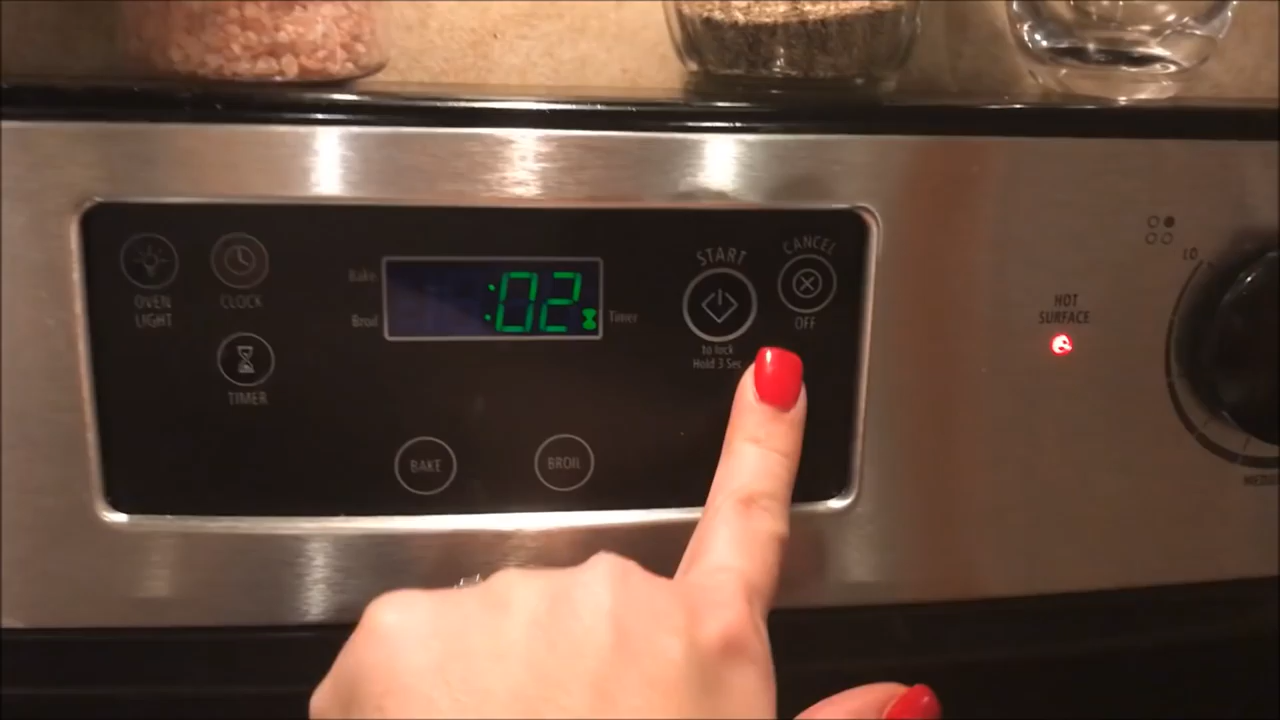 OVEN
LIGHT
CLOCK
TIMER
Bake
Broil
:02
Timer
START
to lock
Hold 3 Sec
CANCEL
OFF
BAKE
BROIL
HOT
SURFACE
LO